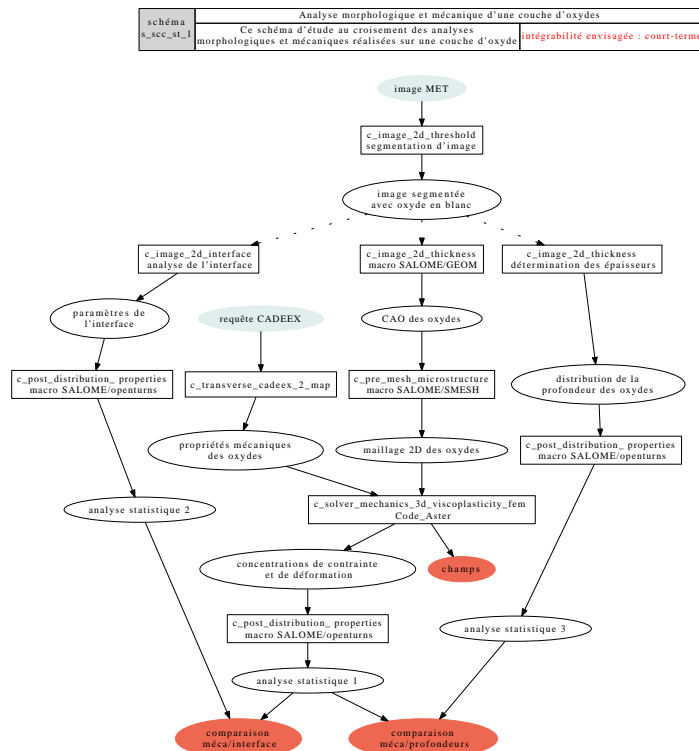 schéma
s_scc_st_1
Analyse morphologique et mécanique d'une couche d'oxydes
Ce schéma d'étude au croisement des analyses
morphologiques et mécaniques réalisées sur une couche d'oxyde
intégrabilité envisagée : court-terme
image MET
c_image_2d_threshold
segmentation d'image
image segmentée
avec oxyde en blanc
c_image_2d_interface
analyse de l'interface
c_image_2d_thickness
macro SALOME/GEOM
c_image_2d_thickness
détermination des épaisseurs
paramètres de
l'interface
requête CADEEX
CAO des oxydes
c_post_distribution_ properties
macro SALOME/openturns
c_transverse_cadeex_2_map
c_pre_mesh_microstructure
macro SALOME/SMESH
distribution de la
profondeur des oxydes
propriétés mécaniques
des oxydes
maillage 2D des oxydes
c_post_distribution_ properties
macro SALOME/openturns
analyse statistique 2
c_solver_mechanics_3d_viscoplasticity_fem
Code_Aster
concentrations de contrainte
et de déformation
champs
c_post_distribution_ properties
macro SALOME/openturns
analyse statistique 3
analyse statistique 1
comparaison
méca/interface
comparaison
méca/profondeurs